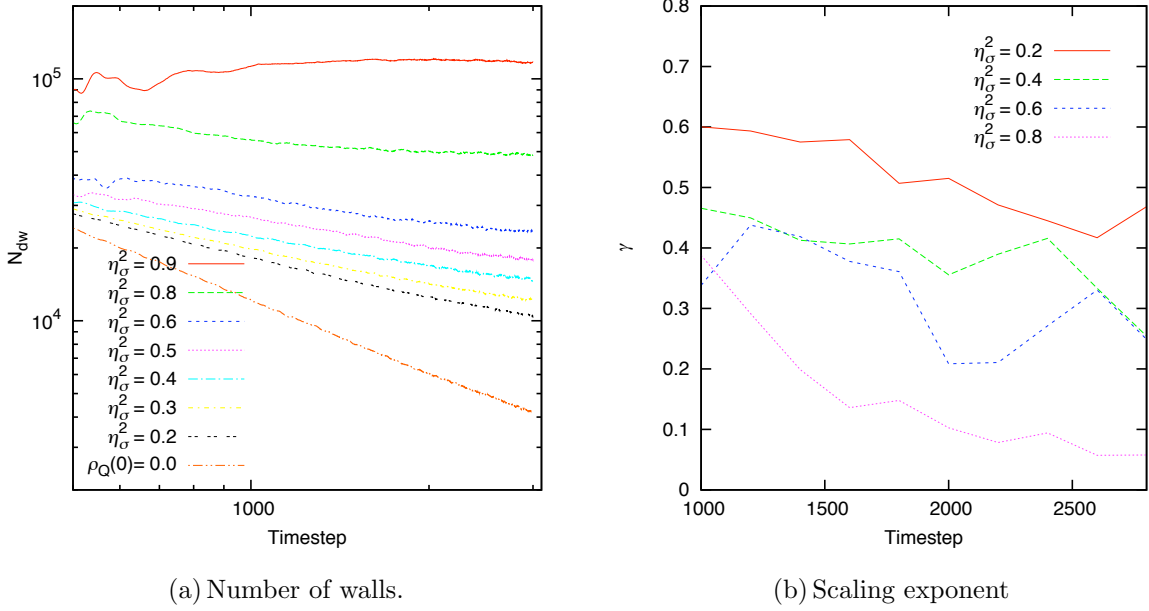 10^5
10^4
N_dw
η_σ^2 = 0.9
η_σ^2 = 0.8
η_σ^2 = 0.6
η_σ^2 = 0.5
η_σ^2 = 0.4
η_σ^2 = 0.3
η_σ^2 = 0.2
ρ_Q(0)= 0.0
1000
Timestep
(a) Number of walls.
0.8
0.7
0.6
0.5
0.4
0.3
0.2
0.1
0
γ
η_σ^2 = 0.2
η_σ^2 = 0.4
η_σ^2 = 0.6
η_σ^2 = 0.8
1000 1500 2000 2500
Timestep
(b) Scaling exponent